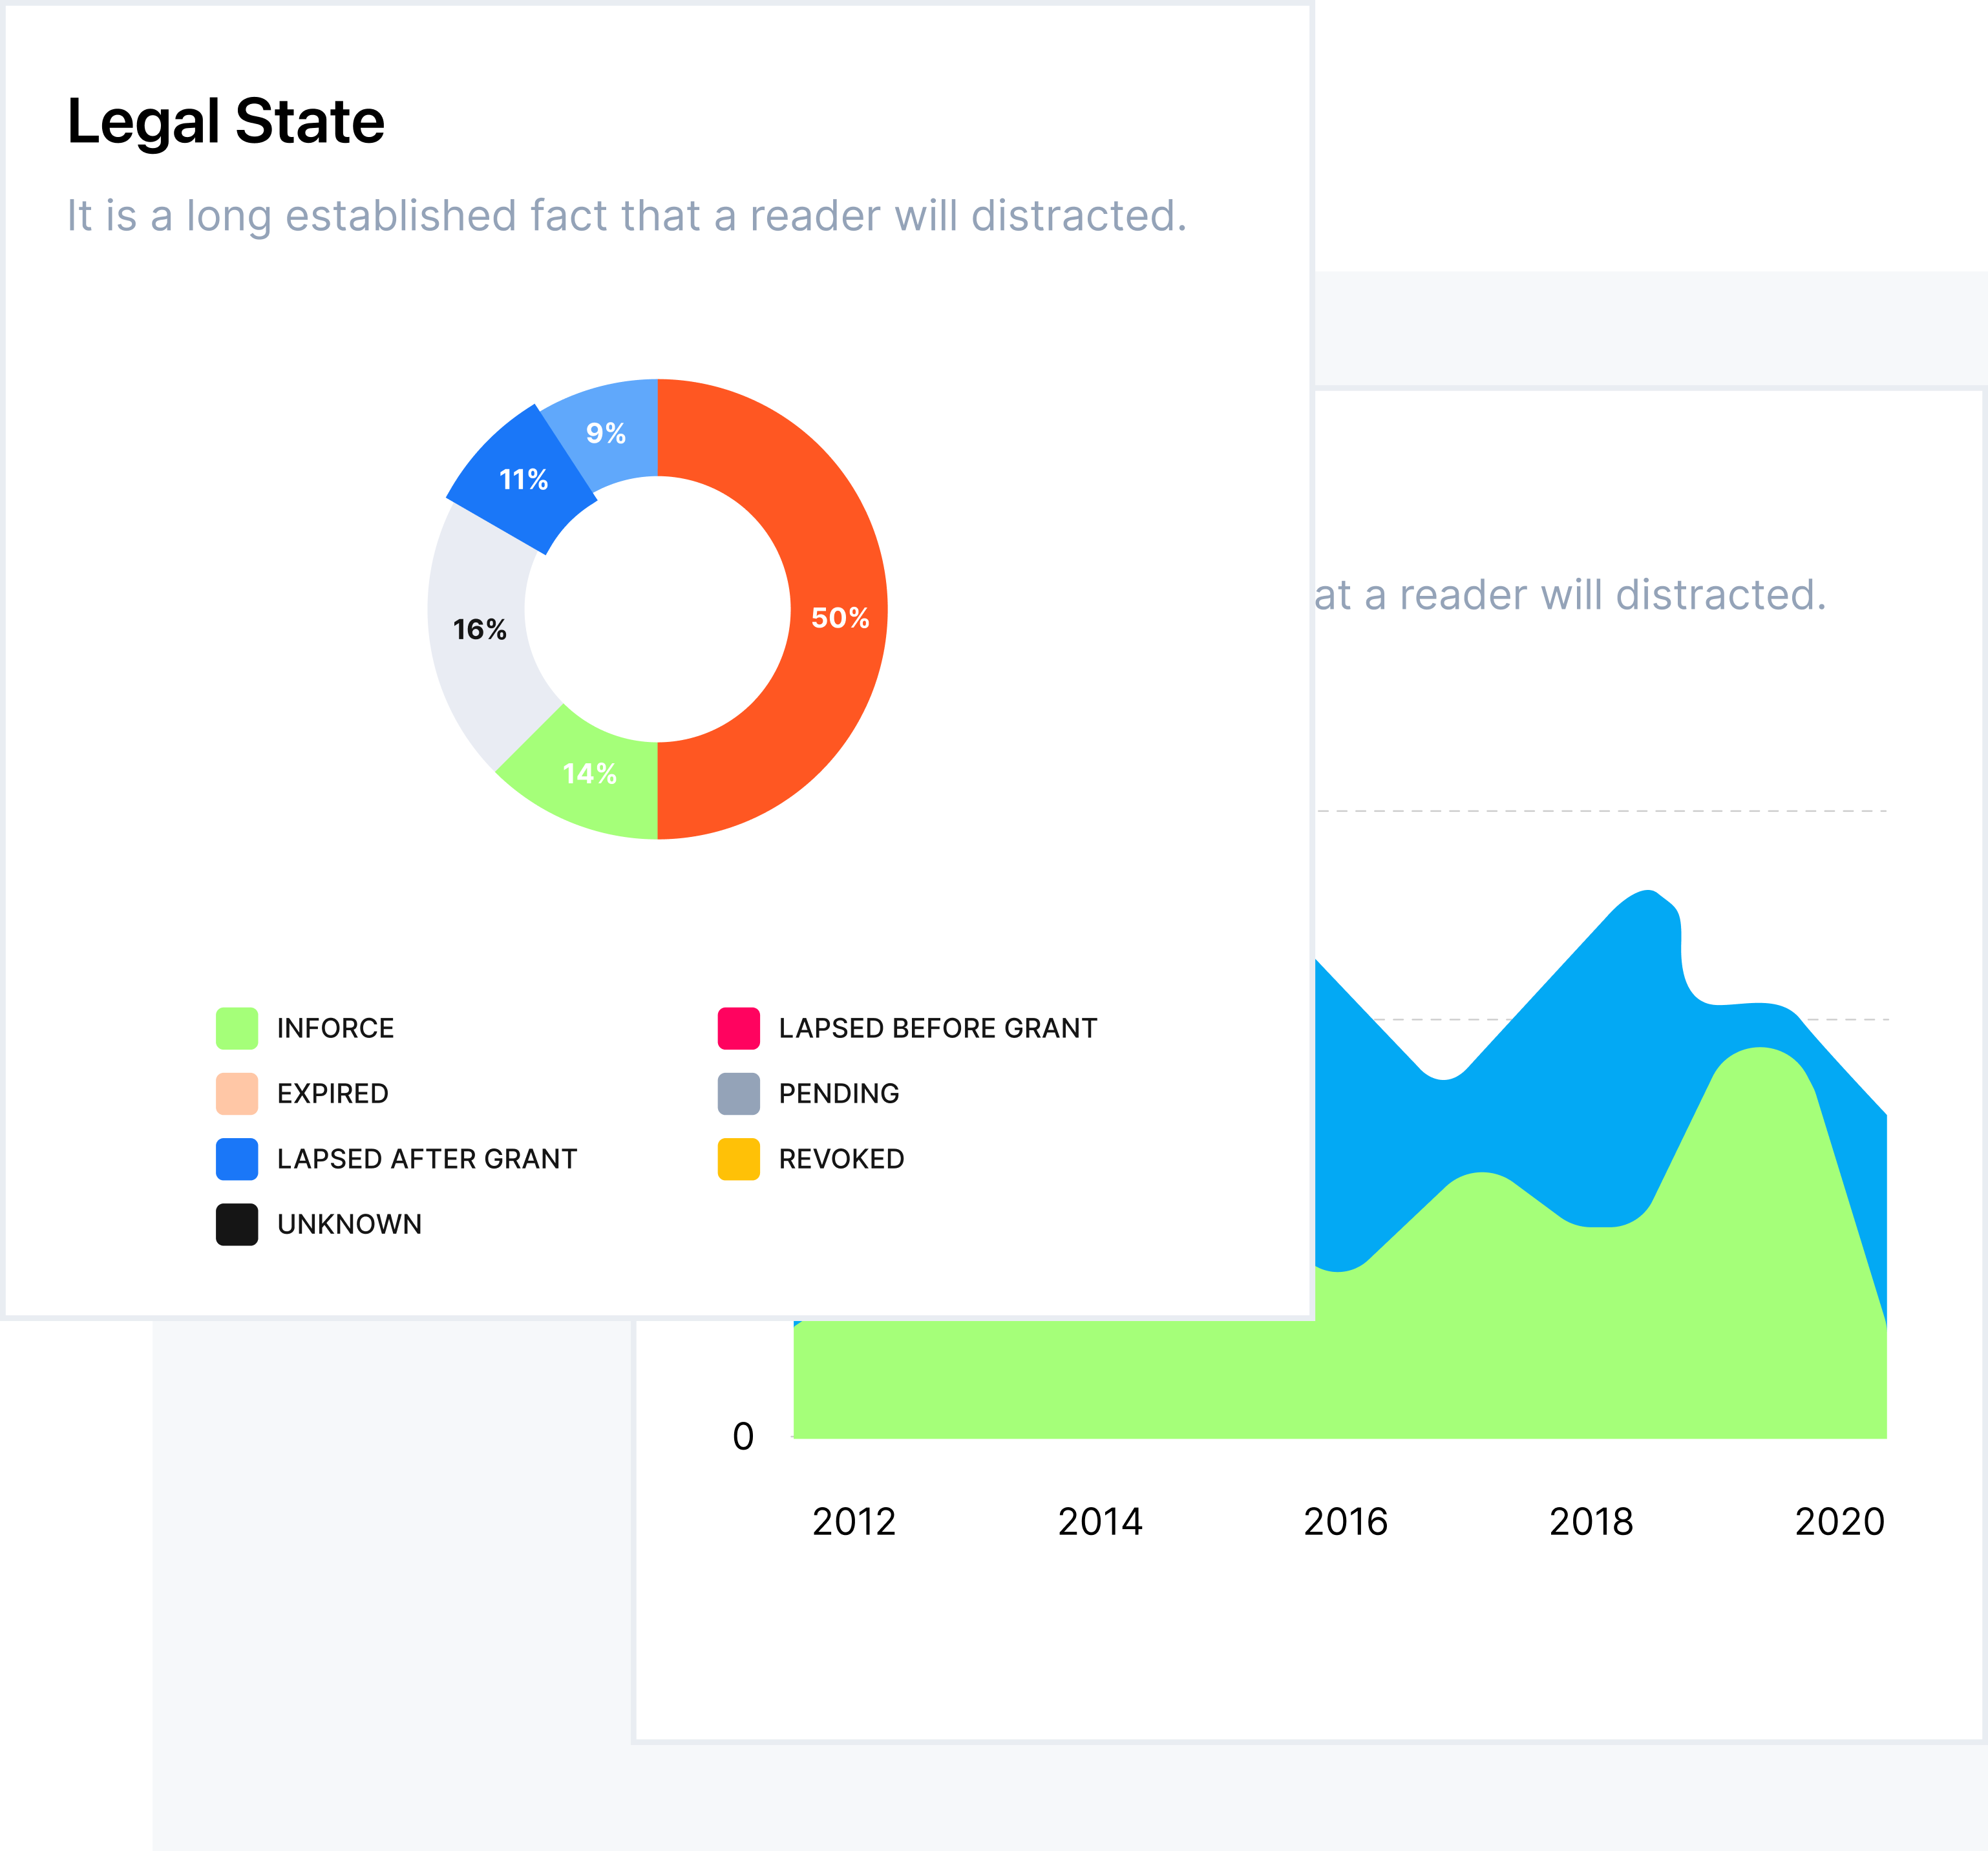 Legal State
It is a long established fact that a reader will distracted.
9%
11%
50%
16%
14%
INFORCE
LAPSED BEFORE GRANT
EXPIRED
PENDING
LAPSED AFTER GRANT
REVOKED
UNKNOWN
at a reader will distracted.
0
2012 2014 2016 2018 2020